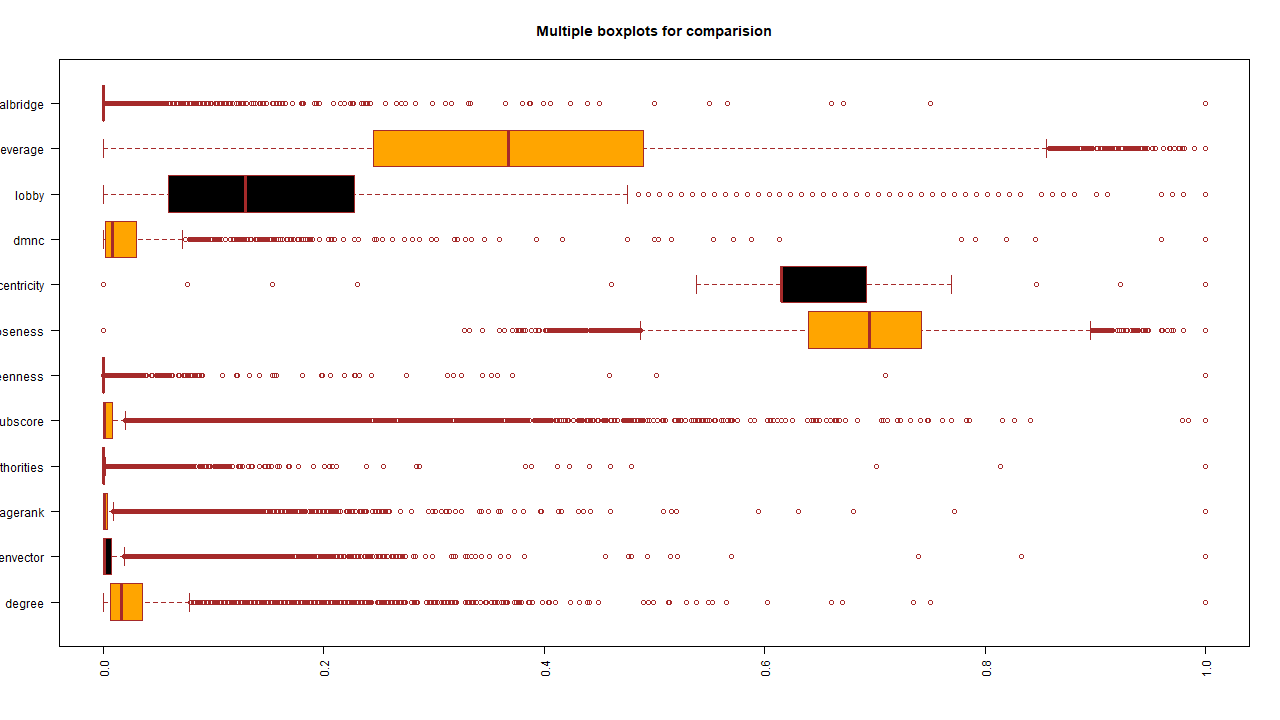 Multiple boxplots for comparision
albridge
everage
lobby
dmnc
centricity
oseness
eenness
ubscore
thorities
agerank
envector
degree
0.0
0.2
0.4
0.6
0.8
1.0